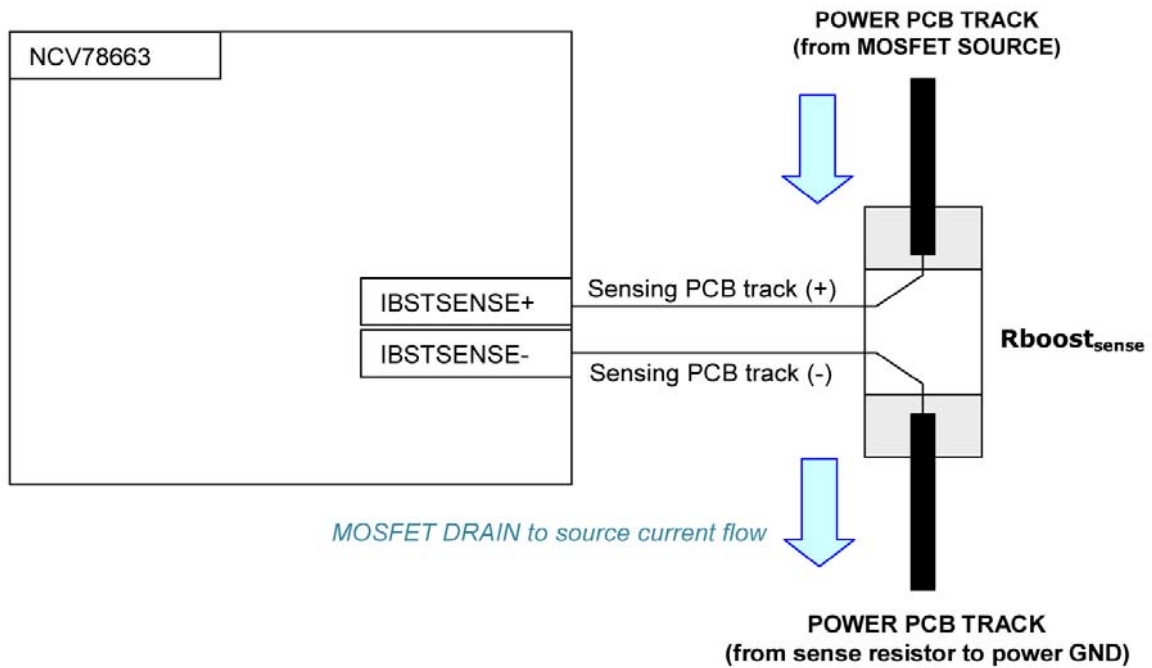 POWER PCB TRACK
(from MOSFET SOURCE)
NCV78663
IBSTSENSE+
Sensing PCB track (+)
IBSTSENSE-
Sensing PCB track (-)
Rboostsense
MOSFET DRAIN to source current flow
POWER PCB TRACK
(from sense resistor to power GND)